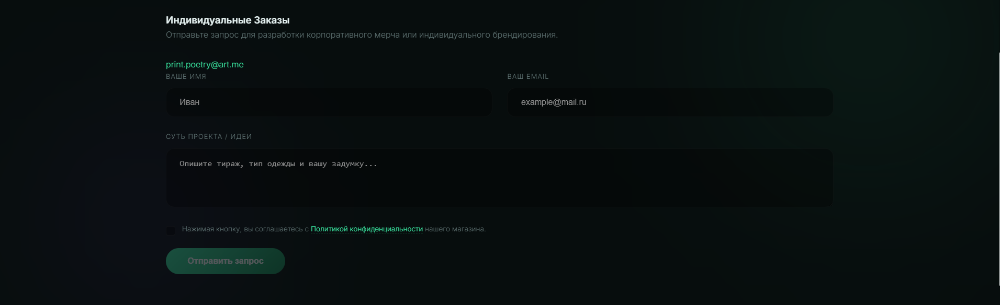 Индивидуальные Заказы
Отправьте запрос для разработки корпоративного мерча или индивидуального брендирования.
print.poetry@art.me
ВАШЕ ИМЯ
ВАШ EMAIL
Иван
example@mail.ru
СУТЬ ПРОЕКТА / ИДЕИ
Опишите тираж, тип одежды и вашу задумку...
Нажимая кнопку, вы соглашаетесь с Политикой конфиденциальности нашего магазина.
Отправить запрос